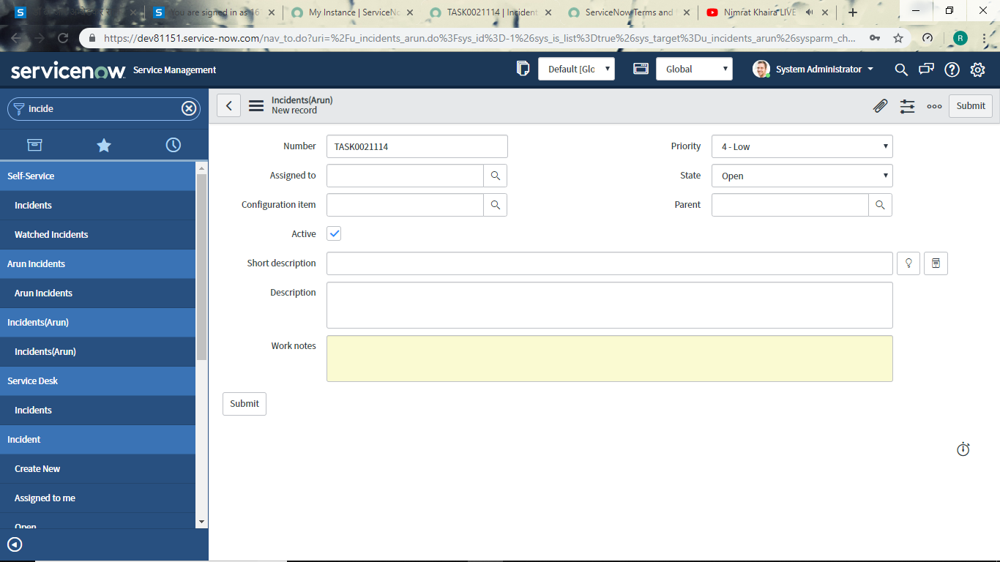 You are signed in as 16
My Instance | ServiceNo
TASK0021114 | Incident
ServiceNow Terms and
Nimrat Khaira LIVE
https://dev81151.service-now.com/nav_to.do?uri=%2Fu_incidents_arun.do%3Fsys_id%3D-1%26sys_is_list%3Dtrue%26sys_target%3Du_incidents_arun%26sysparm_ch...
R
servicenow Service Management
Default [Glo
Global
System Administrator
incide
Incidents(Arun)
New record
Submit
Self-Service
Incidents
Watched Incidents
Arun Incidents
Arun Incidents
Incidents(Arun)
Incidents(Arun)
Service Desk
Incidents
Incident
Create New
Assigned to me
Open
Number TASK0021114
Priority 4 - Low
Assigned to
State Open
Configuration item
Parent
Active
Short description
Description
Work notes
Submit